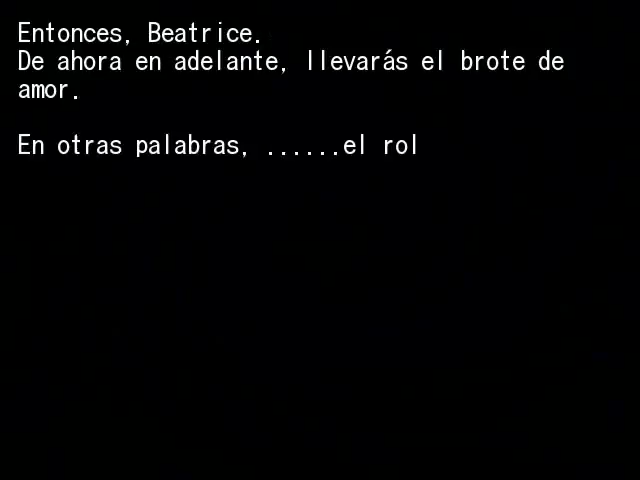 Entonces, Beatrice.
De ahora en adelante, llevarás el brote de
amor.
En otras palabras, ......el rol